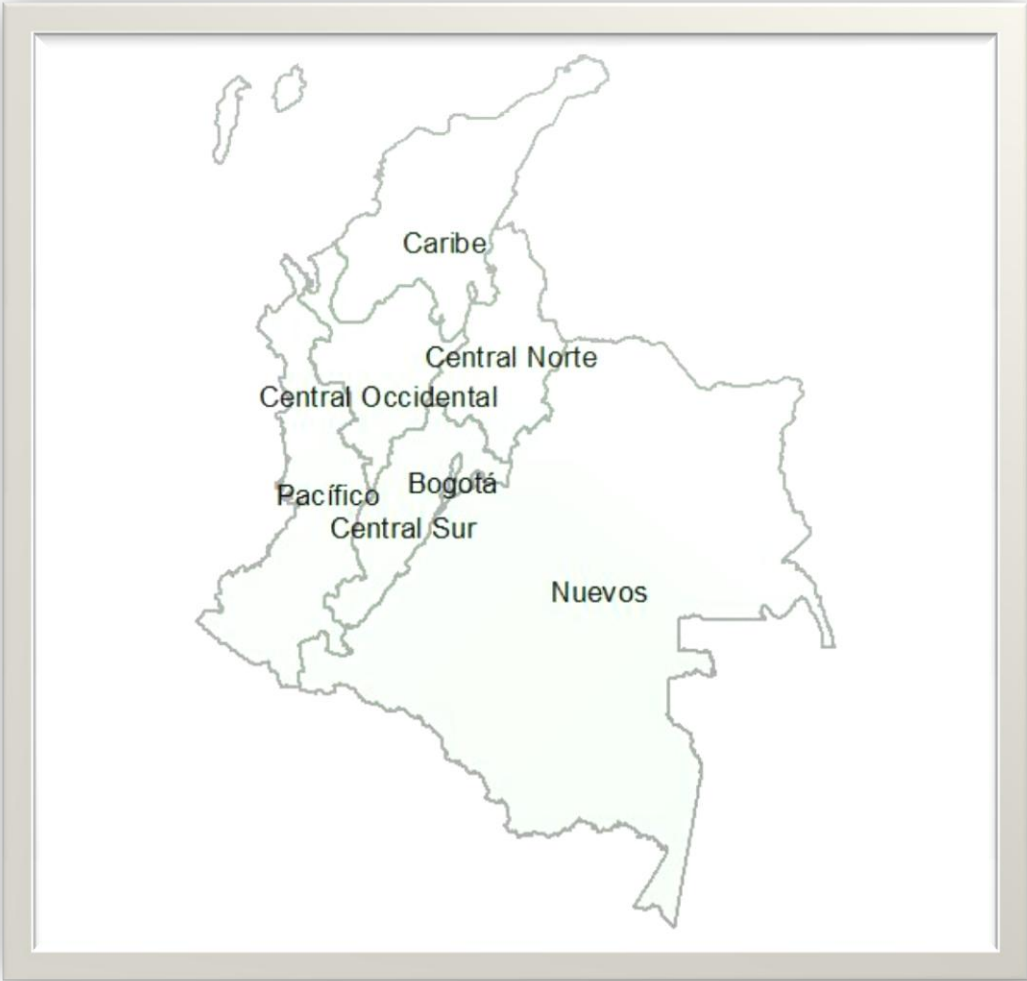 Caribe
Central Norte
Central Occidental
Bogotá
Pacífico
Central Sur
Nuevos